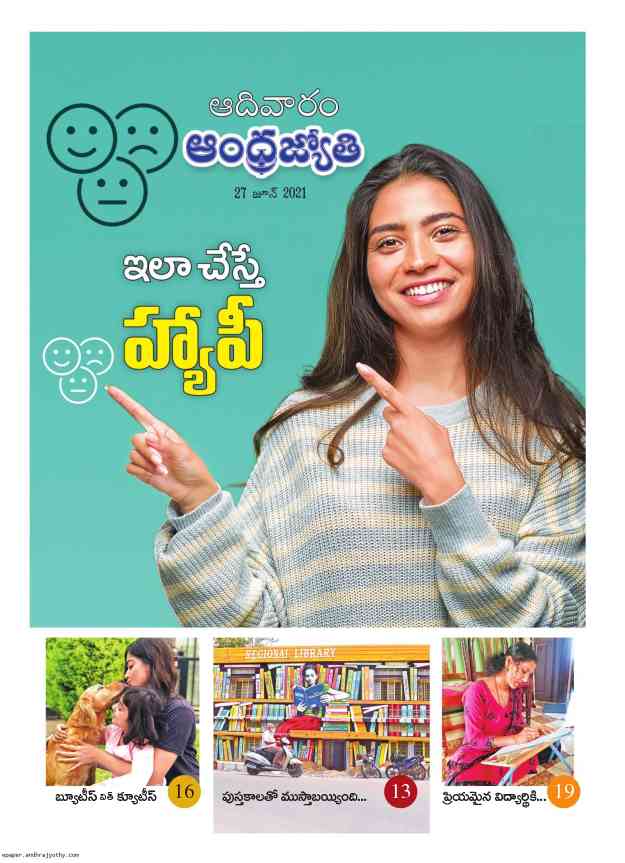 ఆదివారం
ఆంధ్రజ్యోతి
27 జూన్ 2021
ఇలా చేస్తే
హ్యాపీ
REGIONAL LIBRARY
బ్యూటీస్ విత్ క్యూటీస్ 16
పుస్తకాలతో ముస్తాబయ్యింది... 13
ప్రియమైన విద్యార్థికి... 19
epaper.andhrajyothy.com